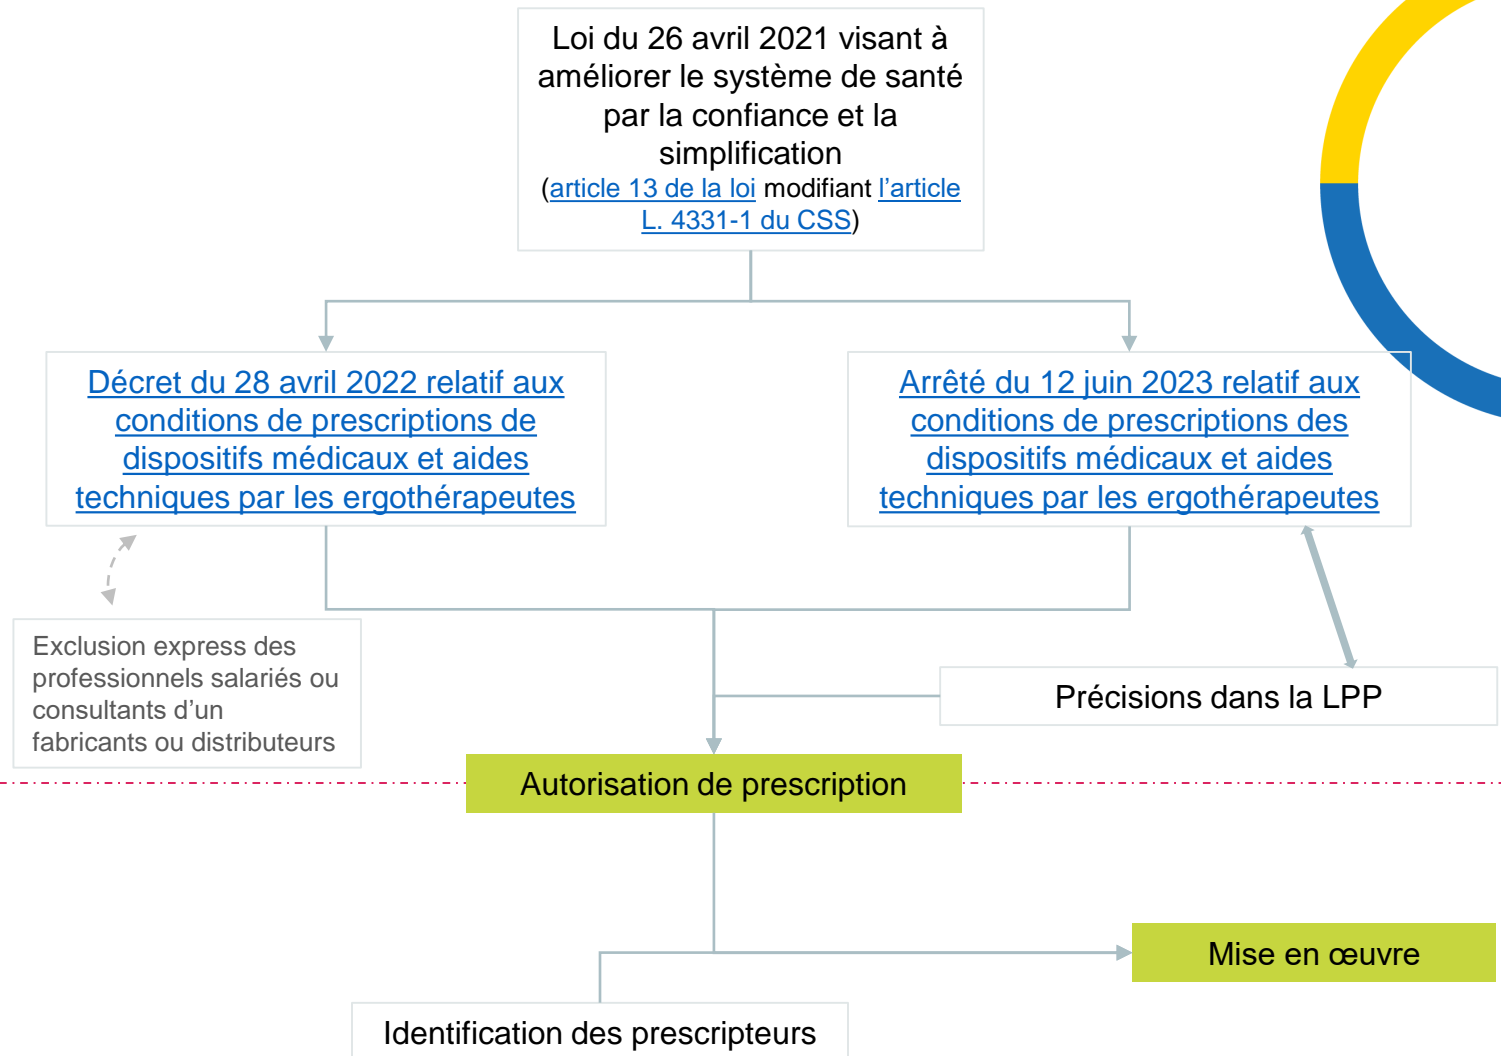 Loi du 26 avril 2021 visant à
améliorer le système de santé
par la confiance et la
simplification
(article 13 de la loi modifiant l’article
L. 4331-1 du CSS)
Décret du 28 avril 2022 relatif aux
conditions de prescriptions de
dispositifs médicaux et aides
techniques par les ergothérapeutes
Arrêté du 12 juin 2023 relatif aux
conditions de prescriptions des
dispositifs médicaux et aides
techniques par les ergothérapeutes
Exclusion express des
professionnels salariés ou
consultants d’un
fabricants ou distributeurs
Précisions dans la LPP
Autorisation de prescription
Mise en œuvre
Identification des prescripteurs